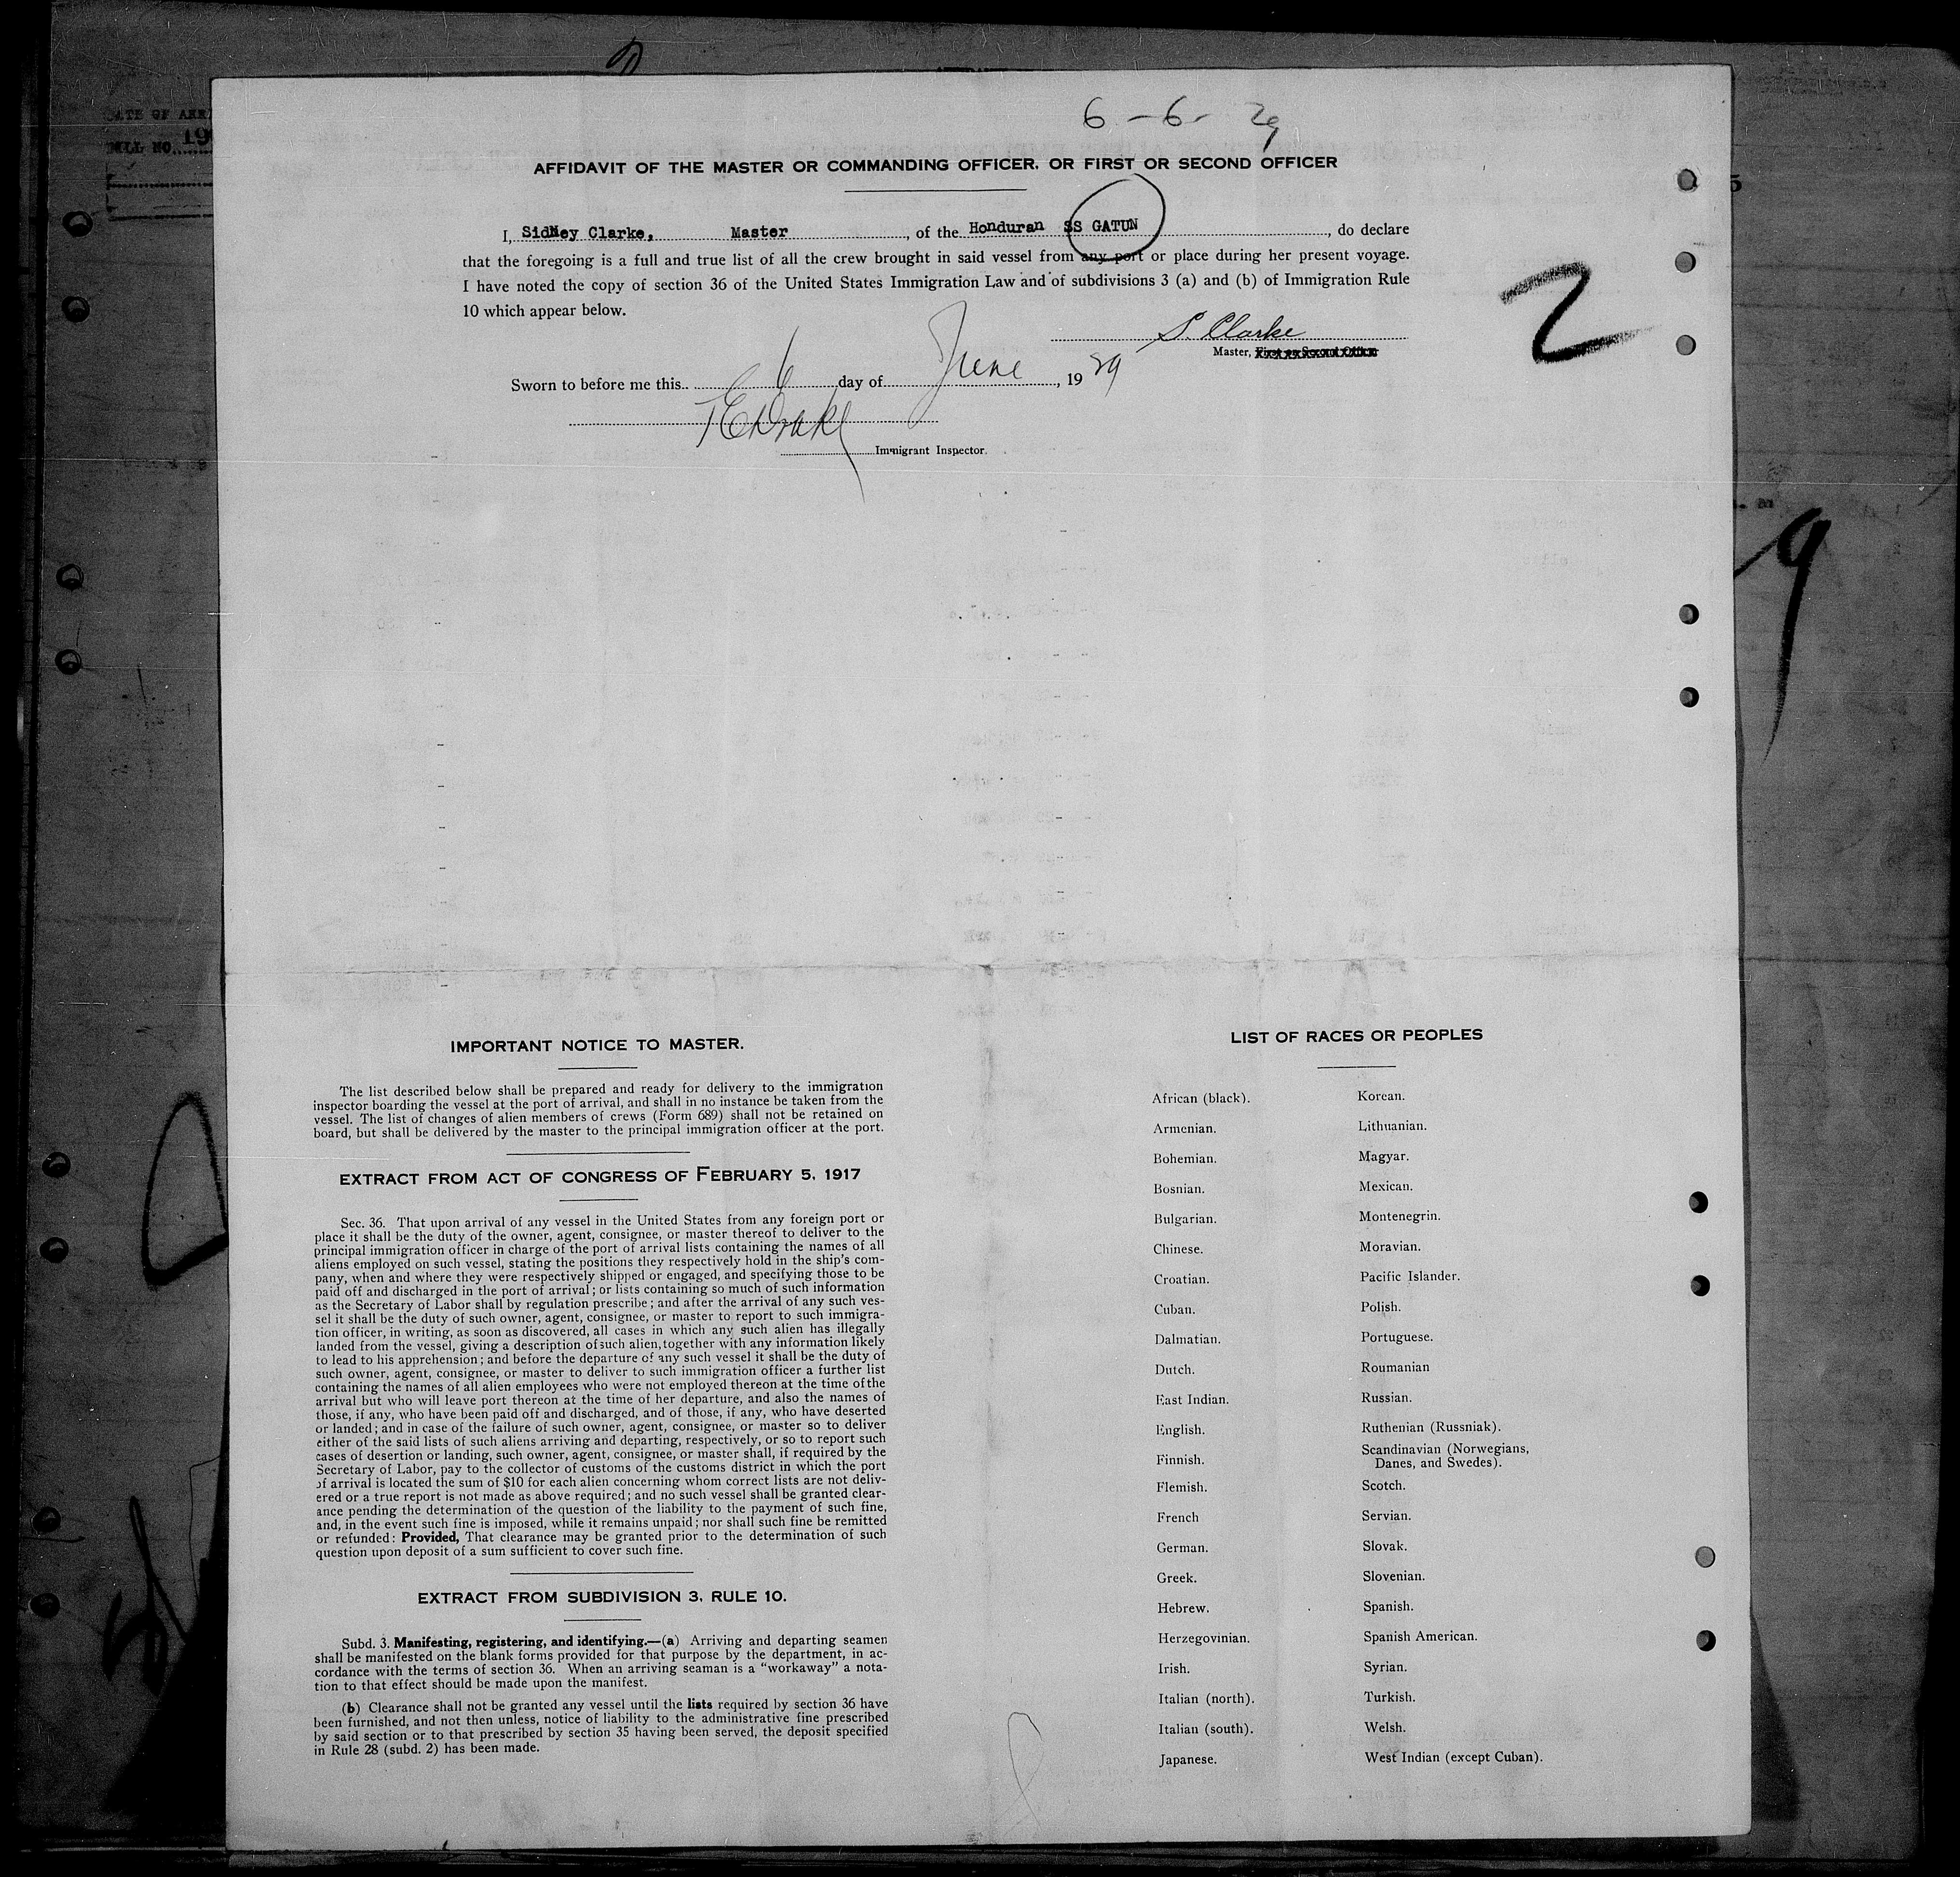 DATE OF ARR
19
6 - 6 - 29
AFFIDAVIT OF THE MASTER OR COMMANDING OFFICER, OR FIRST OR SECOND OFFICER
I, Sidney Clarke, Master, of the Honduran SS GATUN, do declare
that the foregoing is a full and true list of all the crew brought in said vessel from any port or place during her present voyage.
I have noted the copy of section 36 of the United States Immigration Law and of subdivisions 3 (a) and (b) of Immigration Rule
10 which appear below.
2
S. Clarke
Master, First or Second Officer
Sworn to before me this 6 day of June, 1929
Drake
Immigrant Inspector.
9
IMPORTANT NOTICE TO MASTER.
The list described below shall be prepared and ready for delivery to the immigration
inspector boarding the vessel at the port of arrival, and shall in no instance be taken from the
vessel. The list of changes of alien members of crews (Form 689) shall not be retained on
board, but shall be delivered by the master to the principal immigration officer at the port.
EXTRACT FROM ACT OF CONGRESS OF FEBRUARY 5, 1917
Sec. 36. That upon arrival of any vessel in the United States from any foreign port or
place it shall be the duty of the owner, agent, consignee, or master thereof to deliver to the
principal immigration officer in charge of the port of arrival lists containing the names of all
aliens employed on such vessel, stating the positions they respectively hold in the ship's com-
pany, when and where they were respectively shipped or engaged, and specifying those to be
paid off and discharged in the port of arrival; or lists containing so much of such information
as the Secretary of Labor shall by regulation prescribe; and after the arrival of any such ves-
sel it shall be the duty of such owner, agent, consignee, or master to report to such immigra-
tion officer, in writing, as soon as discovered, all cases in which any such alien has illegally
landed from the vessel, giving a description of such alien, together with any information likely
to lead to his apprehension; and before the departure of any such vessel it shall be the duty of
such owner, agent, consignee, or master to deliver to such immigration officer a further list
containing the names of all alien employees who were not employed thereon at the time of the
arrival but who will leave port thereon at the time of her departure, and also the names of
those, if any, who have been paid off and discharged, and of those, if any, who have deserted
or landed; and in case of the failure of such owner, agent, consignee, or master so to deliver
either of the said lists of such aliens arriving and departing, respectively, or so to report such
cases of desertion or landing, such owner, agent, consignee, or master shall, if required by the
Secretary of Labor, pay to the collector of customs of the customs district in which the port
of arrival is located the sum of $10 for each alien concerning whom correct lists are not deliv-
ered or a true report is not made as above required; and no such vessel shall be granted clear-
ance pending the determination of the question of the liability to the payment of such fine,
and, in the event such fine is imposed, while it remains unpaid; nor shall such fine be remitted
or refunded: Provided, That clearance may be granted prior to the determination of such
question upon deposit of a sum sufficient to cover such fine.
EXTRACT FROM SUBDIVISION 3, RULE 10.
Subd. 3. Manifesting, registering, and identifying.—(a) Arriving and departing seamen
shall be manifested on the blank forms provided for that purpose by the department, in ac-
cordance with the terms of section 36. When an arriving seaman is a "workaway" a nota-
tion to that effect should be made upon the manifest.
(b) Clearance shall not be granted any vessel until the lists required by section 36 have
been furnished, and not then unless, notice of liability to the administrative fine prescribed
by said section or to that prescribed by section 35 having been served, the deposit specified
in Rule 28 (subd. 2) has been made.
LIST OF RACES OR PEOPLES
African (black).
Armenian.
Bohemian.
Bosnian.
Bulgarian.
Chinese.
Croatian.
Cuban.
Dalmatian.
Dutch.
East Indian.
English.
Finnish.
Flemish.
French
German.
Greek.
Hebrew.
Herzegovinian.
Irish.
Italian (north).
Italian (south).
Japanese.
Korean.
Lithuanian.
Magyar.
Mexican.
Montenegrin.
Moravian.
Pacific Islander.
Polish.
Portuguese.
Roumanian
Russian.
Ruthenian (Russniak).
Scandinavian (Norwegians,
Danes, and Swedes).
Scotch.
Servian.
Slovak.
Slovenian.
Spanish.
Spanish American.
Syrian.
Turkish.
Welsh.
West Indian (except Cuban).